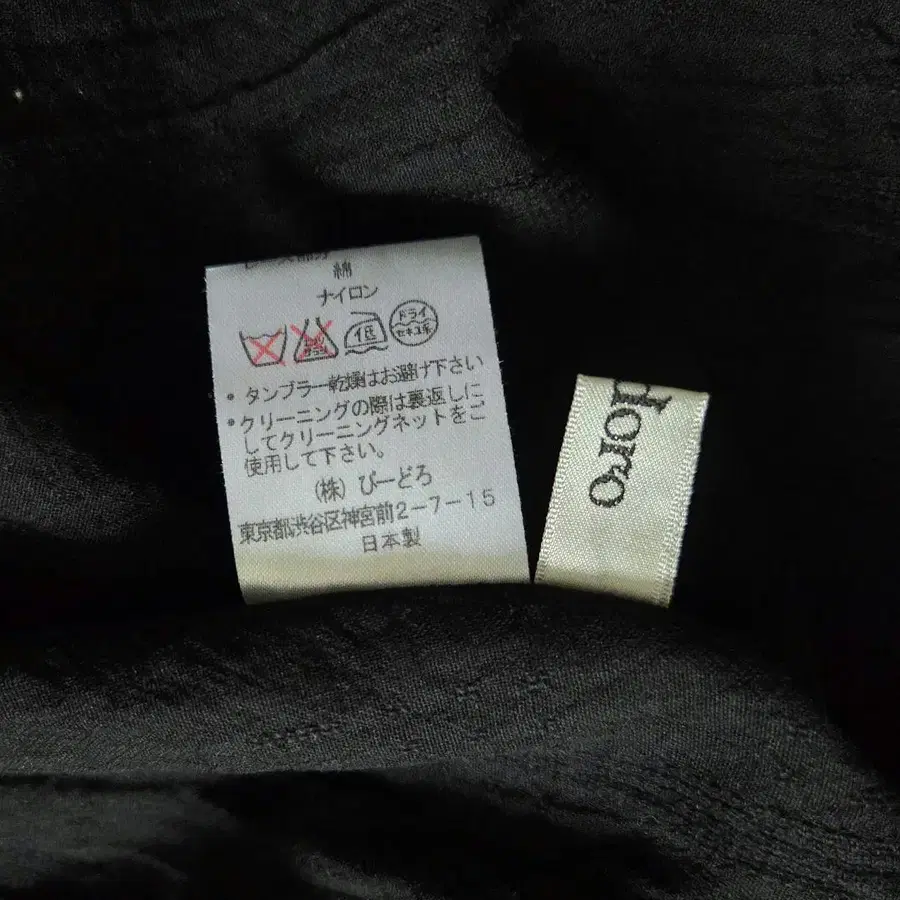 綿
ナイロン
低
ドライ
セキユ系
・タンブラー乾燥はお避け下さい
・クリーニングの際は裏返しに
してクリーニングネットをご
使用して下さい。
(株) びーどろ
東京都渋谷区神宮前2-7-15
日本製
doro